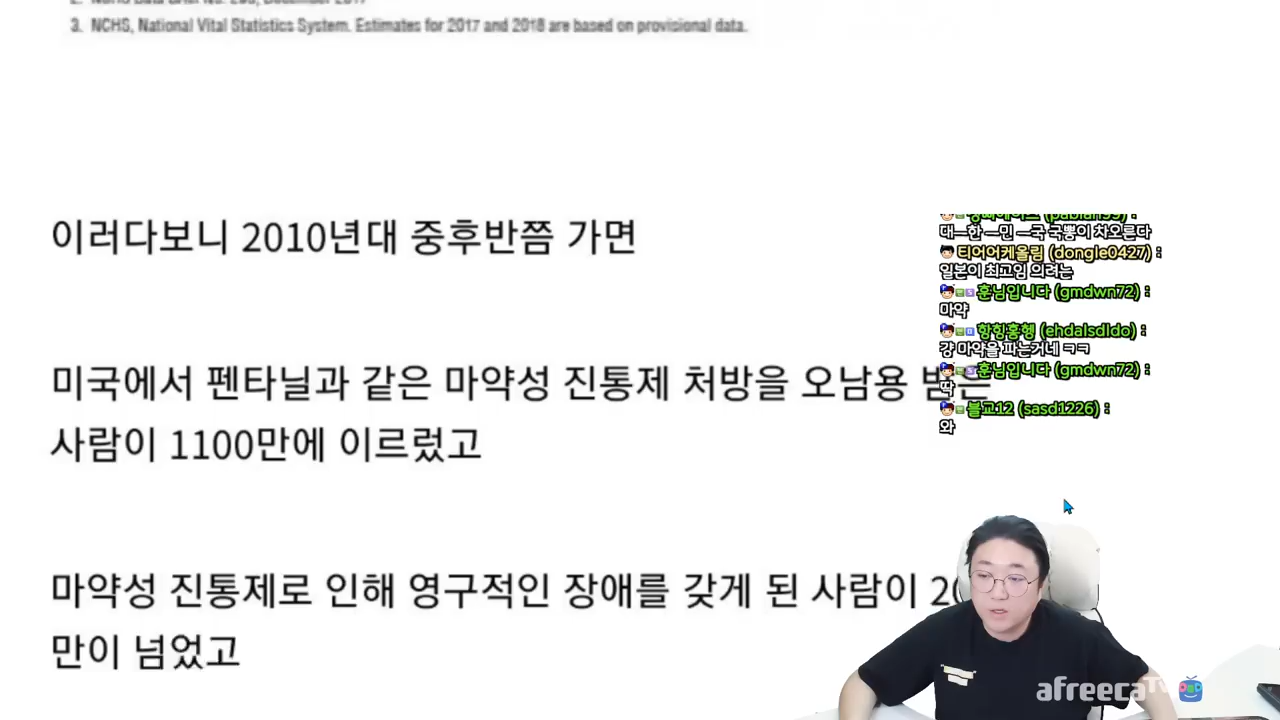 3. NCHS, National Vital Statistics System. Estimates for 2017 and 2018 are based on provisional data.
이러다보니 2010년대 중후반쯤 가면
미국에서 펜타닐과 같은 마약성 진통제 처방을 오남용 받은
사람이 1100만에 이르렀고
마약성 진통제로 인해 영구적인 장애를 갖게 된 사람이
만이 넘었고
대—한 —민 —국 국뽕이 차오른다
티어어케올림 (dongle0427) :
일본이 최고임 의려는
훈님입니다 (gmdwn72) :
마약
항힝홍헹 (ehdalsdldo) :
걍 마약을 파는거네 ㅋㅋ
훈님입니다 (gmdwn72) :
딱
불교12 (sasd1226) :
와
afreecaTV